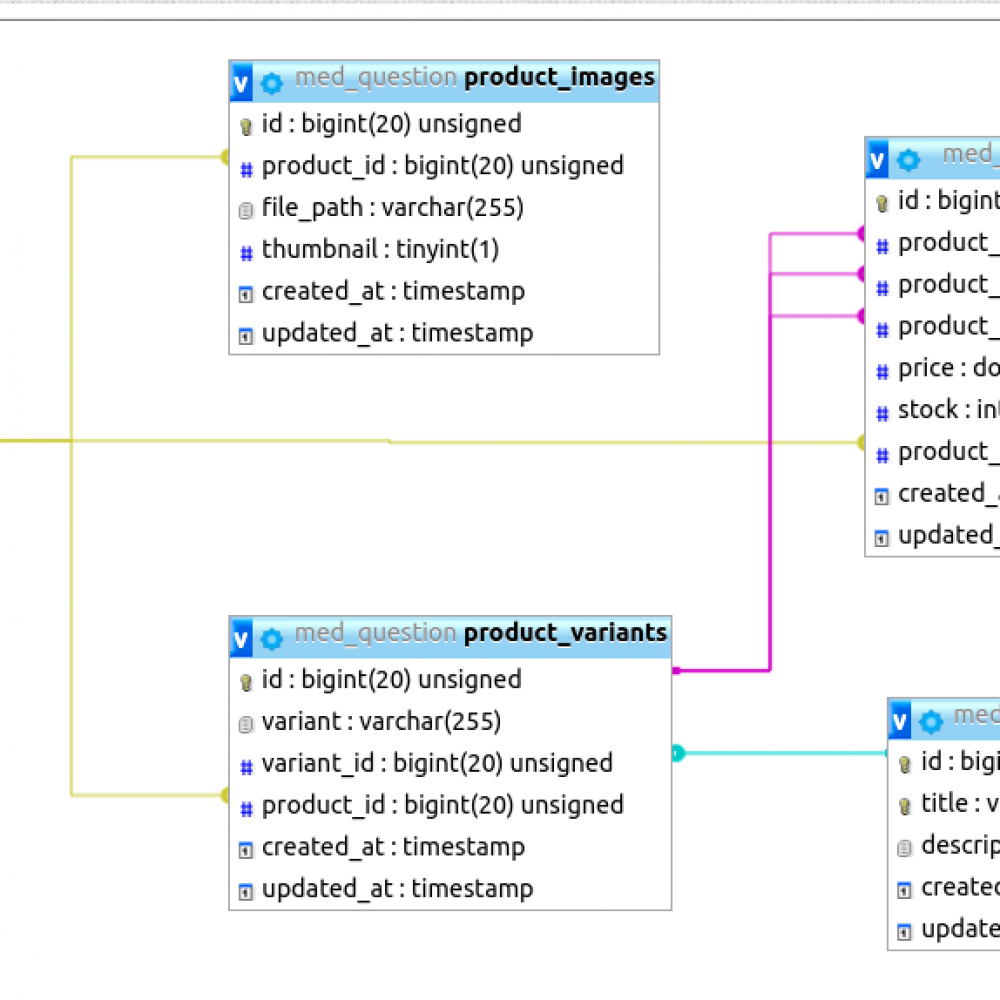 v med_question product_images
id : bigint(20) unsigned
# product_id : bigint(20) unsigned
file_path : varchar(255)
# thumbnail : tinyint(1)
created_at : timestamp
updated_at : timestamp
v med_
id : bigint
# product_
# product_
# product_
# price : do
# stock : int
# product_
created_
updated_
v med_question product_variants
id : bigint(20) unsigned
variant : varchar(255)
# variant_id : bigint(20) unsigned
# product_id : bigint(20) unsigned
created_at : timestamp
updated_at : timestamp
v med
id : bigi
title : v
descrip
created
update